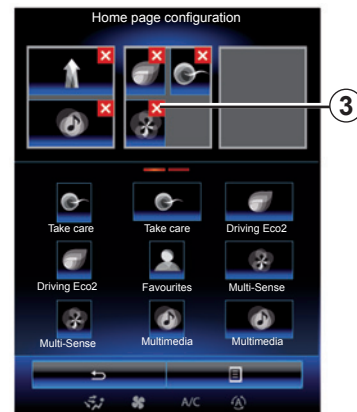 Home page configuration
3
Take care Take care Driving Eco2
Driving Eco2 Favourites Multi-Sense
Multi-Sense Multimedia Multimedia
A/C